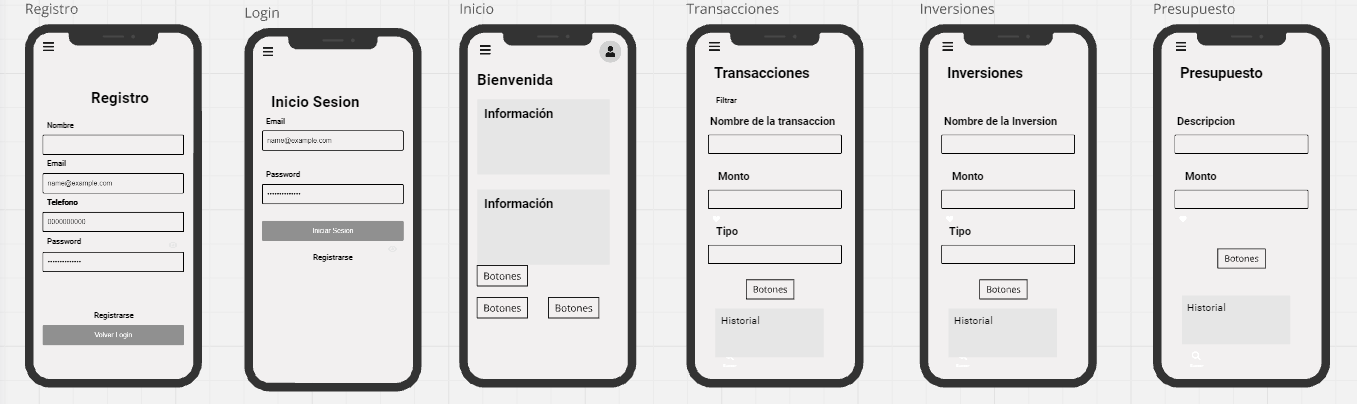 Registro
Registro
Nombre
Email
name@example.com
Telefono
0000000000
Password
••••••••••••••
Registrarse
Volver Login
Login
Inicio Sesion
Email
name@example.com
Password
••••••••••••••
Iniciar Sesion
Registrarse
Inicio
Bienvenida
Información
Información
Botones
Botones Botones
Transacciones
Transacciones
Filtrar
Nombre de la transaccion
Monto
Tipo
Botones
Historial
Inversiones
Inversiones
Nombre de la Inversion
Monto
Tipo
Botones
Historial
Presupuesto
Presupuesto
Descripcion
Monto
Botones
Historial